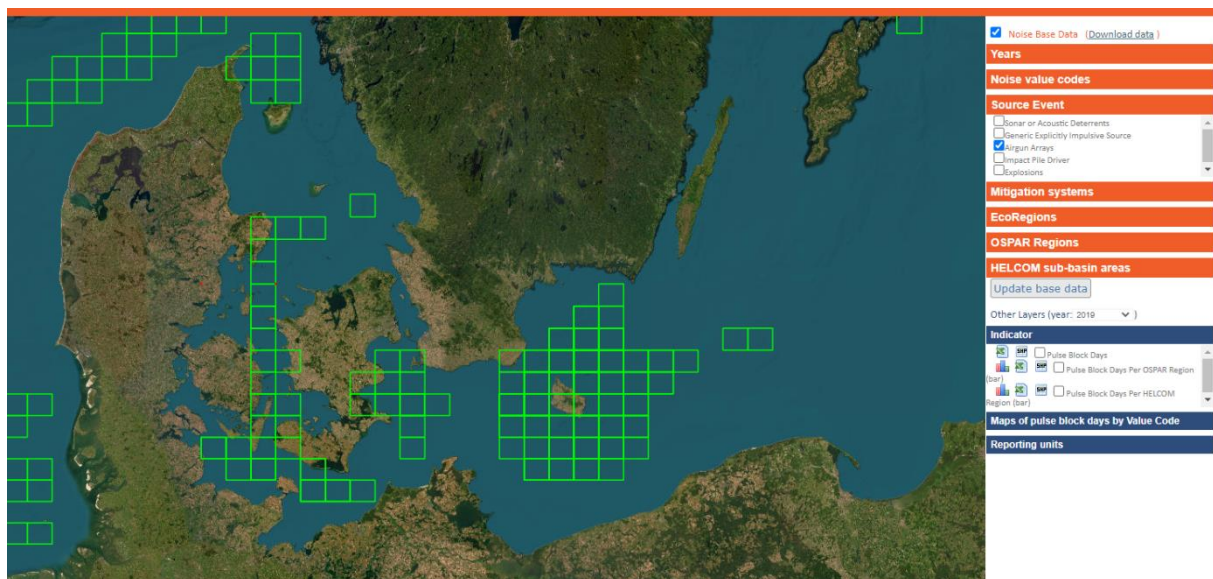 Noise Base Data (Download data )
Years
Noise value codes
Source Event
Sonar or Acoustic Deterrents
Generic Explicitly Impulsive Source
Airgun Arrays
Impact Pile Driver
Explosions
Mitigation systems
EcoRegions
OSPAR Regions
HELCOM sub-basin areas
Update base data
Other Layers (year: 2019 )
Indicator
SHP Pulse Block Days
SHP Pulse Block Days Per OSPAR Region
(bar)
SHP Pulse Block Days Per HELCOM
Region (bar)
Maps of pulse block days by Value Code
Reporting units